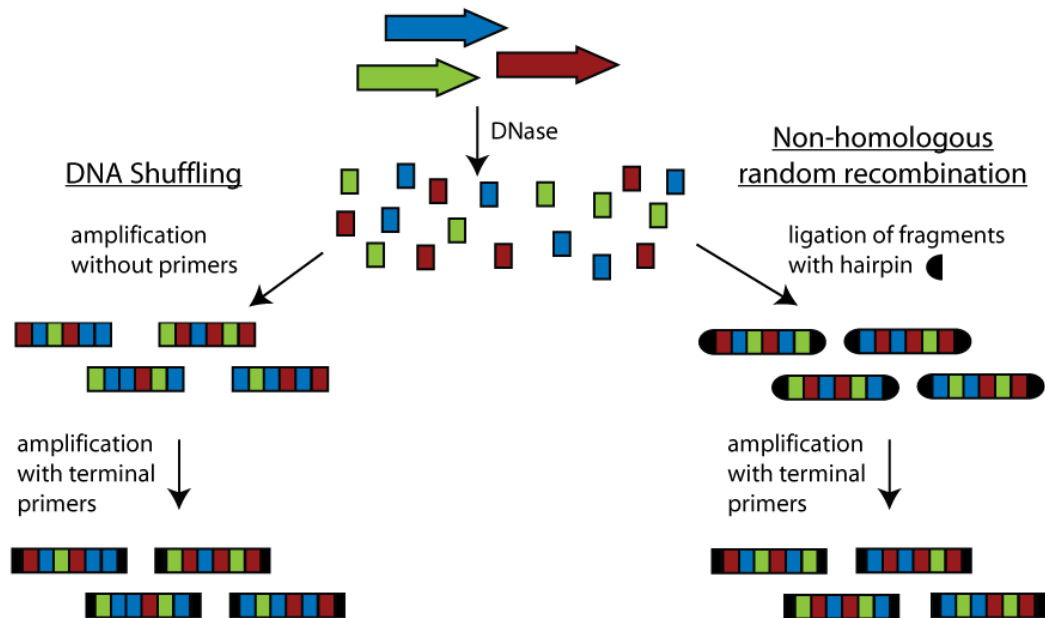 DNase
DNA Shuffling
Non-homologous
random recombination
amplification
without primers
ligation of fragments
with hairpin
amplification
with terminal
primers
amplification
with terminal
primers